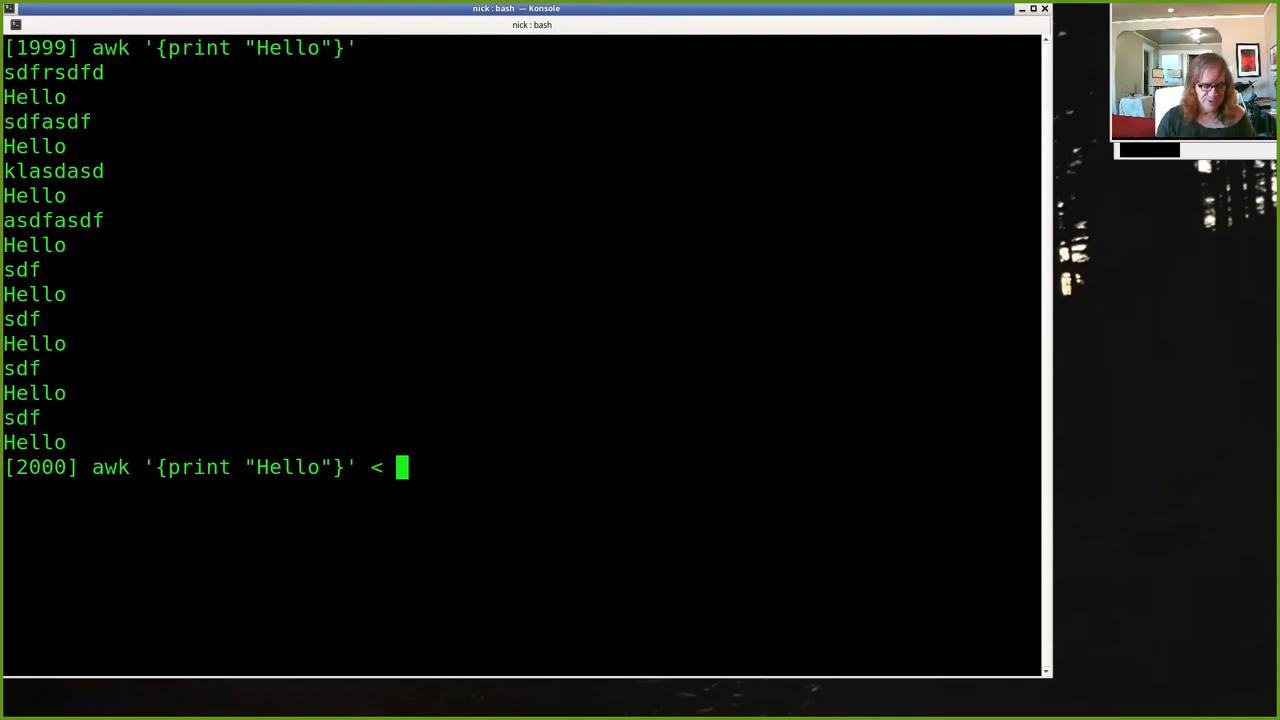 nick : bash — Konsole
nick : bash
[1999] awk '{print "Hello"}'
sdfrsdfd
Hello
sdfasdf
Hello
klasdasd
Hello
asdfasdf
Hello
sdf
Hello
sdf
Hello
sdf
Hello
sdf
Hello
[2000] awk '{print "Hello"}' <